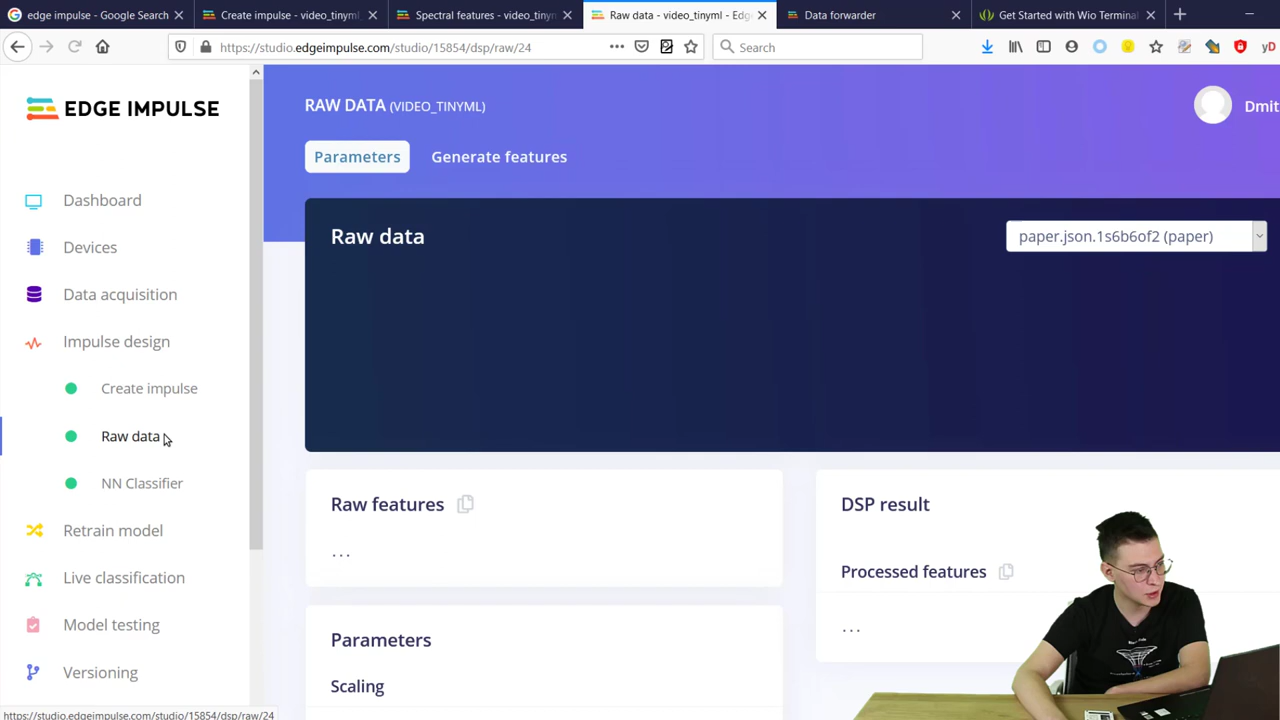 edge impulse - Google Search
Create impulse - video_tinyml
Spectral features - video_tinyn
Raw data - video_tinyml - Edg
Data forwarder
Get Started with Wio Terminal
https://studio.edgeimpulse.com/studio/15854/dsp/raw/24
Search
yD
EDGE IMPULSE
RAW DATA (VIDEO_TINYML)
Dmit
Parameters
Generate features
Dashboard
Devices
Data acquisition
Impulse design
Create impulse
Raw data
NN Classifier
Retrain model
Live classification
Model testing
Versioning
Raw data
paper.json.1s6b6of2 (paper)
Raw features
...
DSP result
Processed features
...
Parameters
Scaling
https://studio.edgeimpulse.com/studio/15854/dsp/raw/24